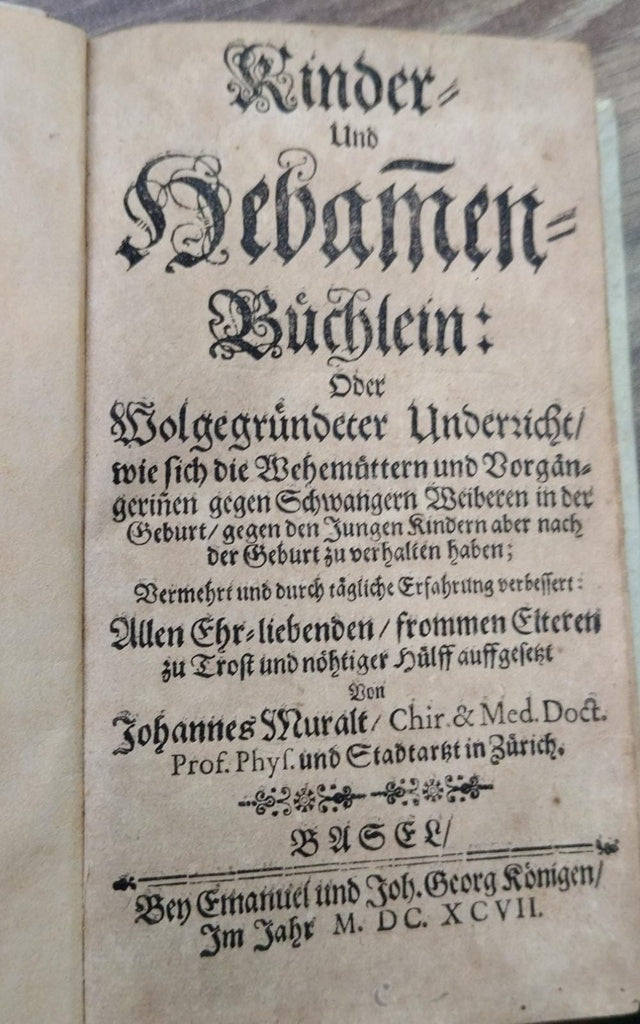 Kinder-
Und
Hebam̄en-
Büchlein:
Oder
Wolgegründeter Underricht/
wie sich die Wehemüttern und Vorgän-
geriñen gegen Schwangern Weiberen in der
Geburt/ gegen den Jungen Kindern aber nach
der Geburt zu verhalten haben;
Vermehrt und durch tägliche Erfahrung verbessert:
Allen Ehr-liebenden/ frommen Elteren
zu Trost und nöhtiger Hülff auffgesetzt
Von
Johannes Muralt/ Chir. & Med. Doct.
Prof. Phys. und Stadtartzt in Zürich.
BASEL/
Bey Emanuel und Joh. Georg Königen/
Im Jahr M. DC. XCVII.